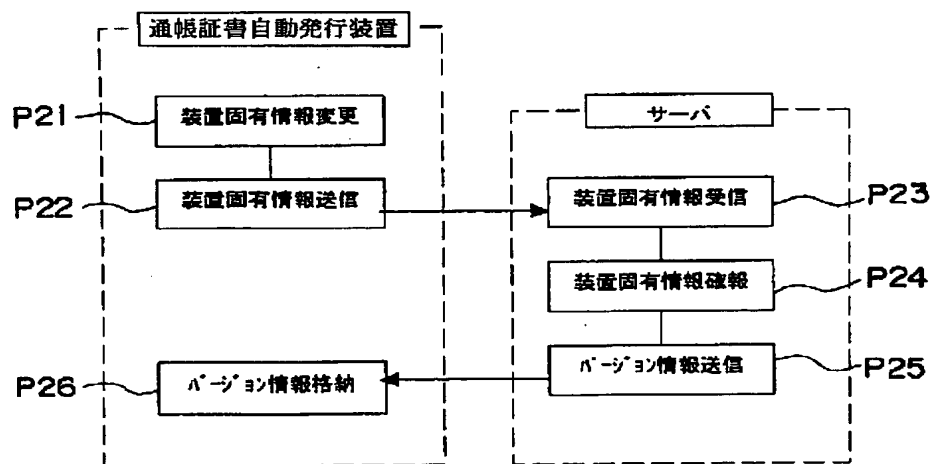 通帳証書自動発行装置
P21
装置固有情報変更
P22
装置固有情報送信
P26
バージョン情報格納
サーバ
装置固有情報受信
P23
装置固有情報確報
P24
バージョン情報送信
P25